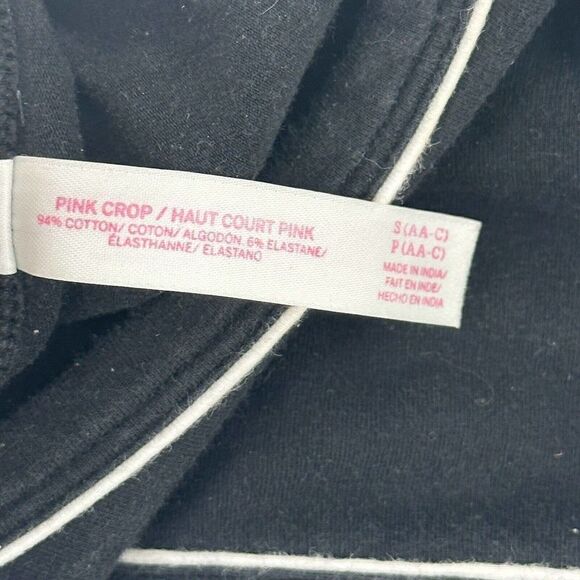 PINK CROP / HAUT COURT PINK
94% COTTON/ COTON/ ALGODÓN, 6% ELASTANE/
ÉLASTHANNE/ ELASTANO
S (AA-C)
P (AA-C)
MADE IN INDIA/
FAIT EN INDE/
HECHO EN INDIA